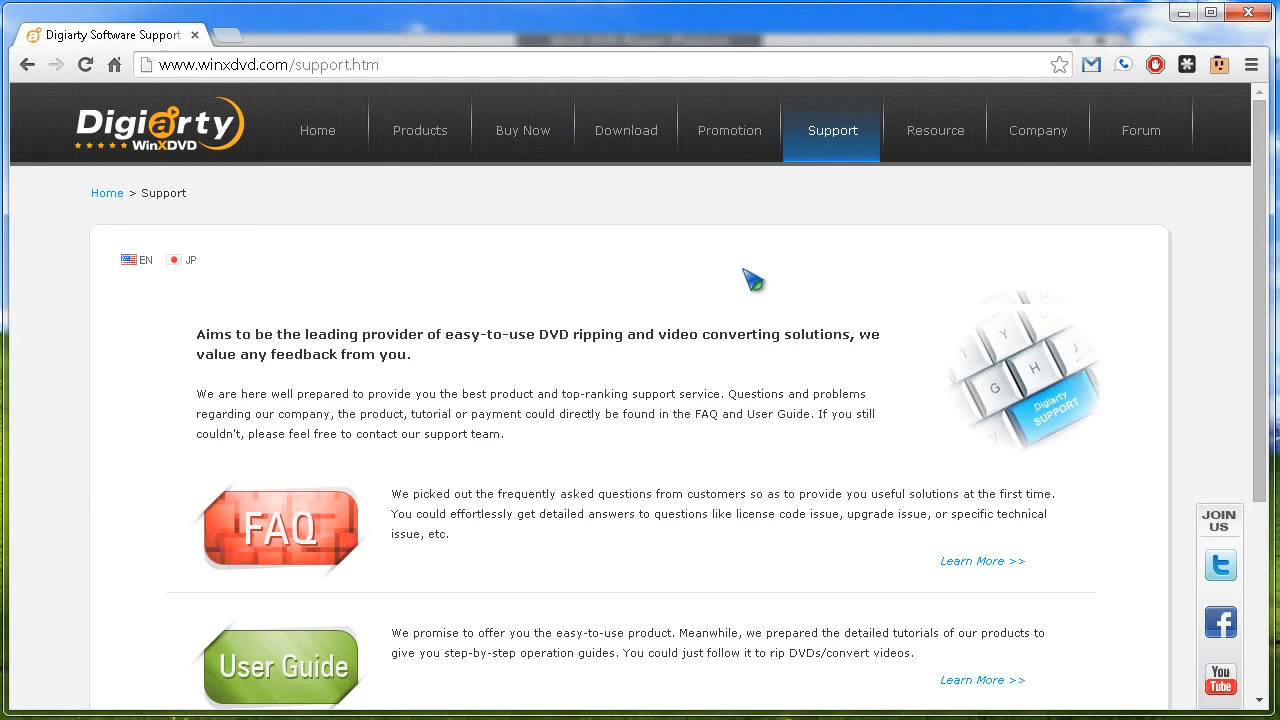 Digiarty Software Support
www.winxdvd.com/support.htm
Digiarty
WinXDVD
Home
Products
Buy Now
Download
Promotion
Support
Resource
Company
Forum
Home > Support
EN
JP
Aims to be the leading provider of easy-to-use DVD ripping and video converting solutions, we
value any feedback from you.
We are here well prepared to provide you the best product and top-ranking support service. Questions and problems
regarding our company, the product, tutorial or payment could directly be found in the FAQ and User Guide. If you still
couldn't, please feel free to contact our support team.
T Y U
G H J
Digiarty
SUPPORT
V N
FAQ
We picked out the frequently asked questions from customers so as to provide you useful solutions at the first time.
You could effortlessly get detailed answers to questions like license code issue, upgrade issue, or specific technical
issue, etc.
Learn More >>
User Guide
We promise to offer you the easy-to-use product. Meanwhile, we prepared the detailed tutorials of our products to
give you step-by-step operation guides. You could just follow it to rip DVDs/convert videos.
Learn More >>
JOIN
US
You
Tube